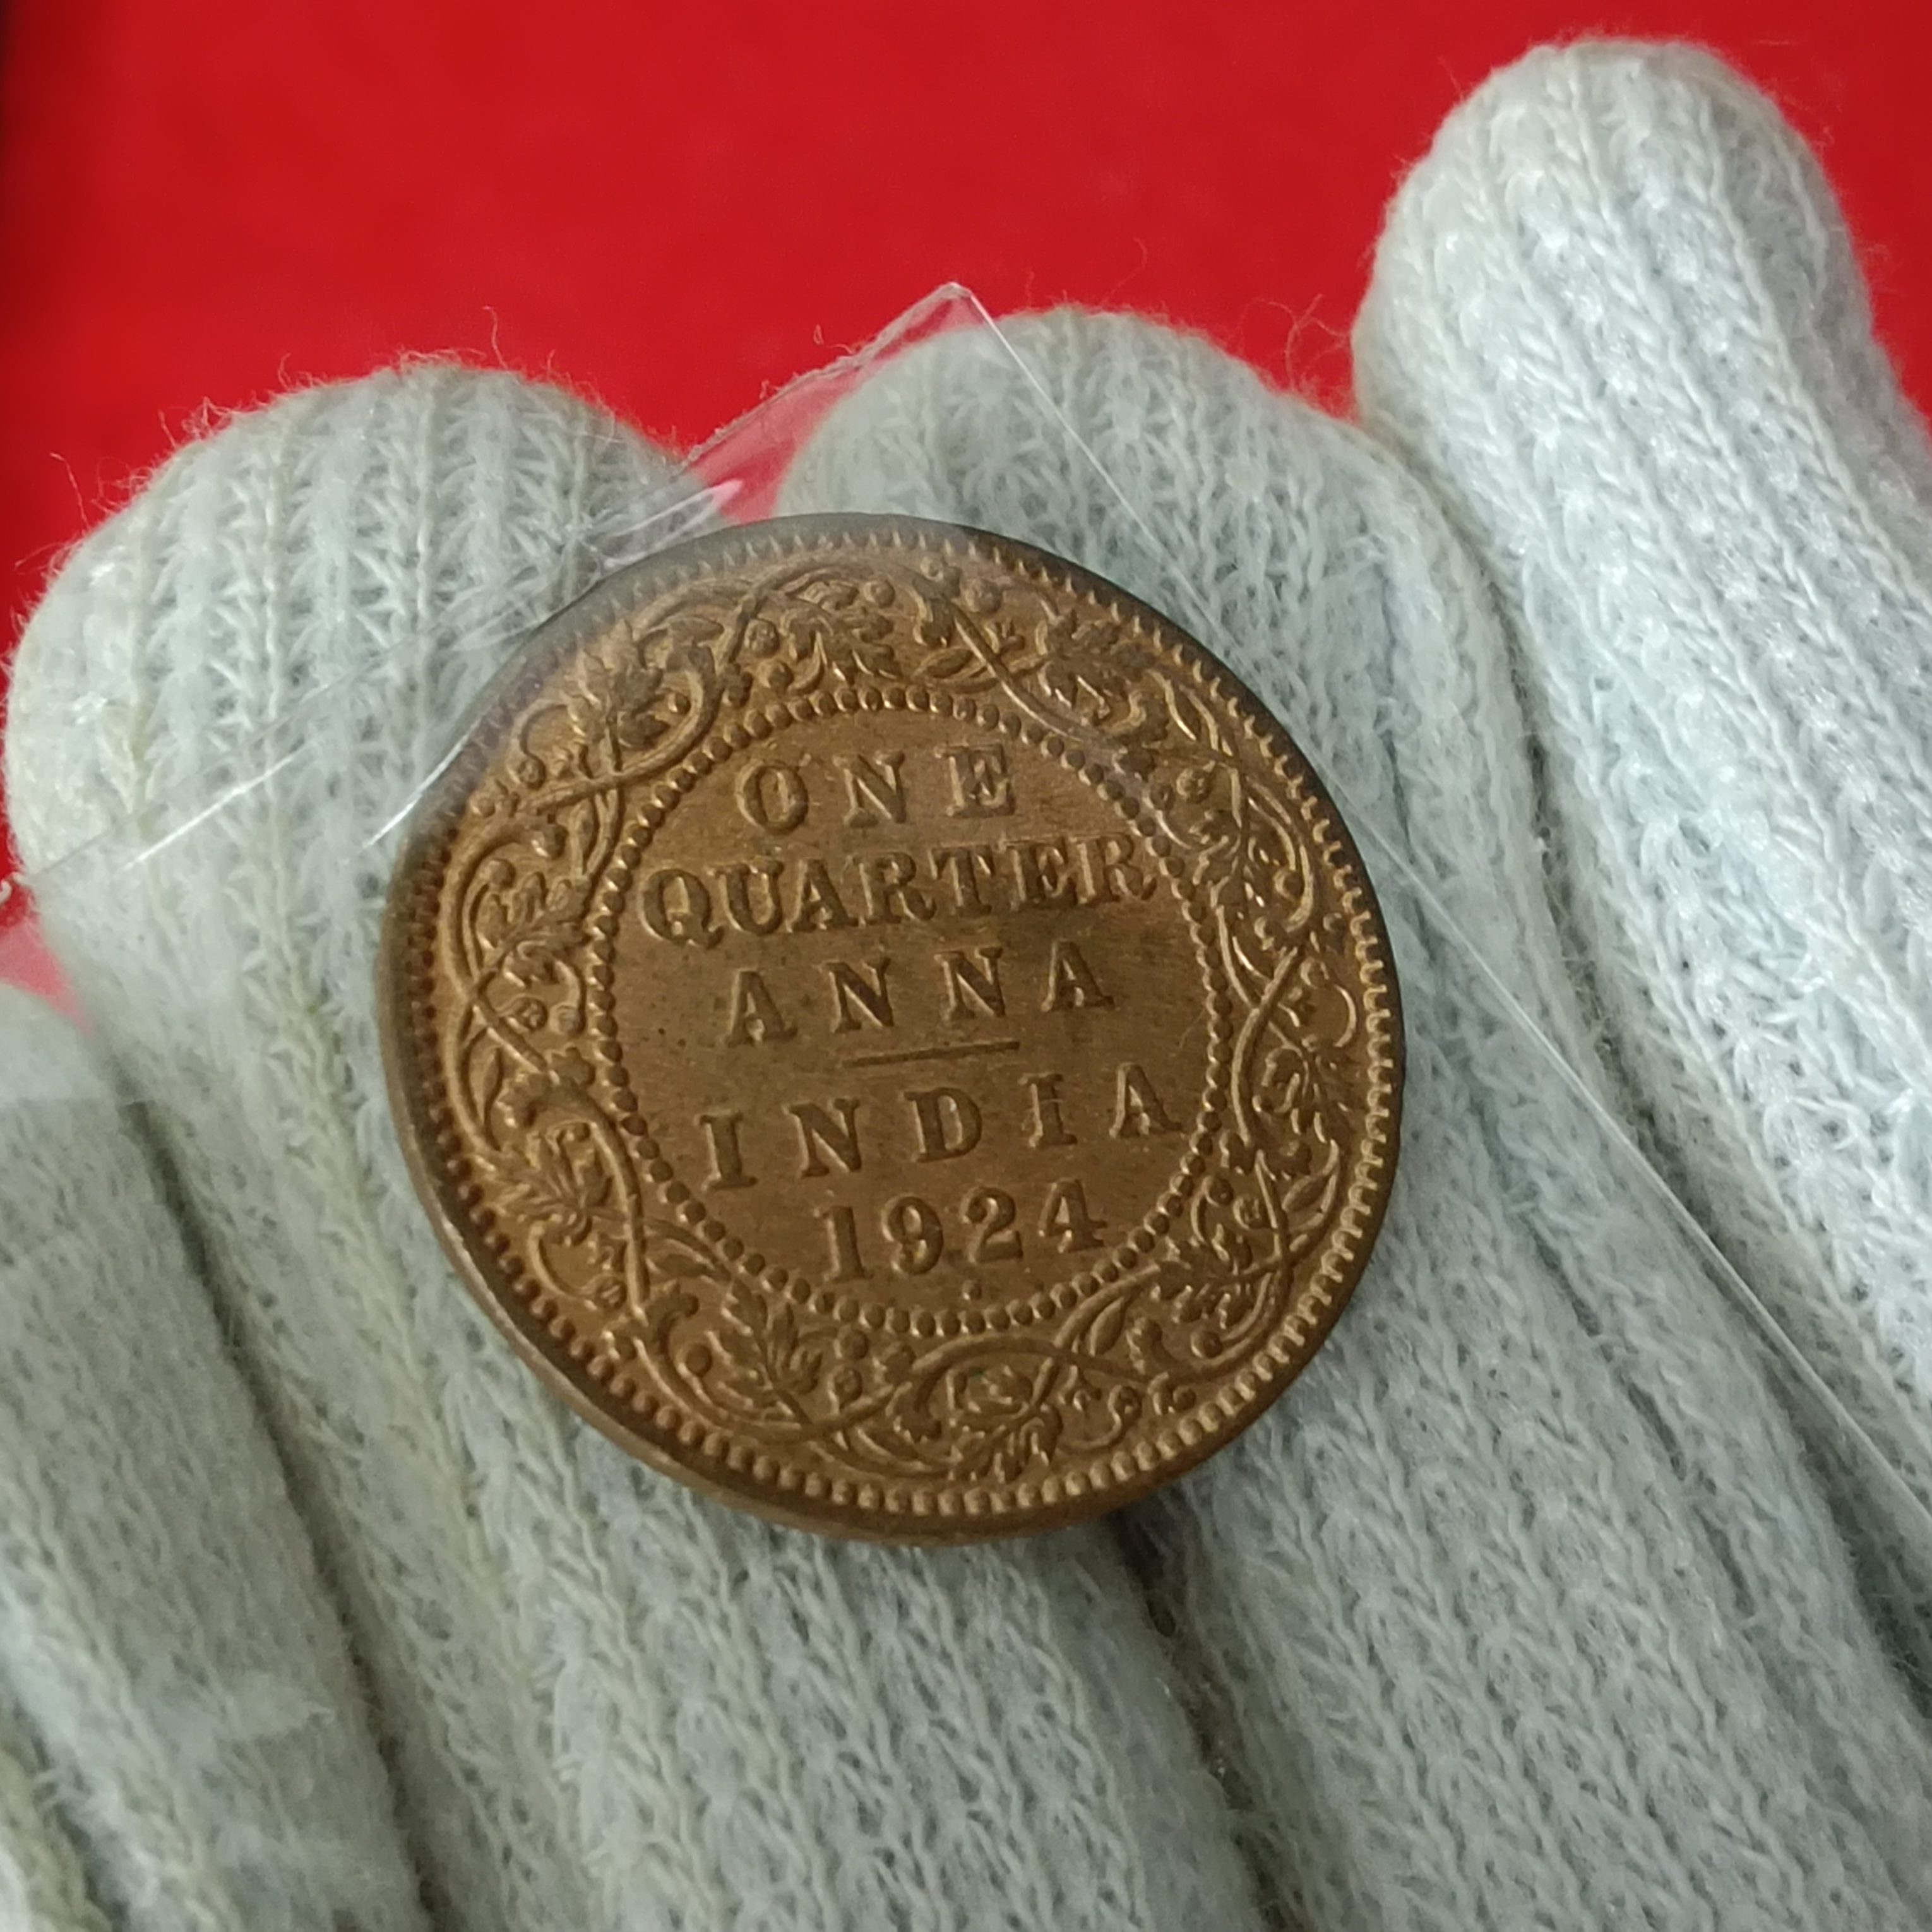 ONE
QUARTER
ANNA
INDIA
1924